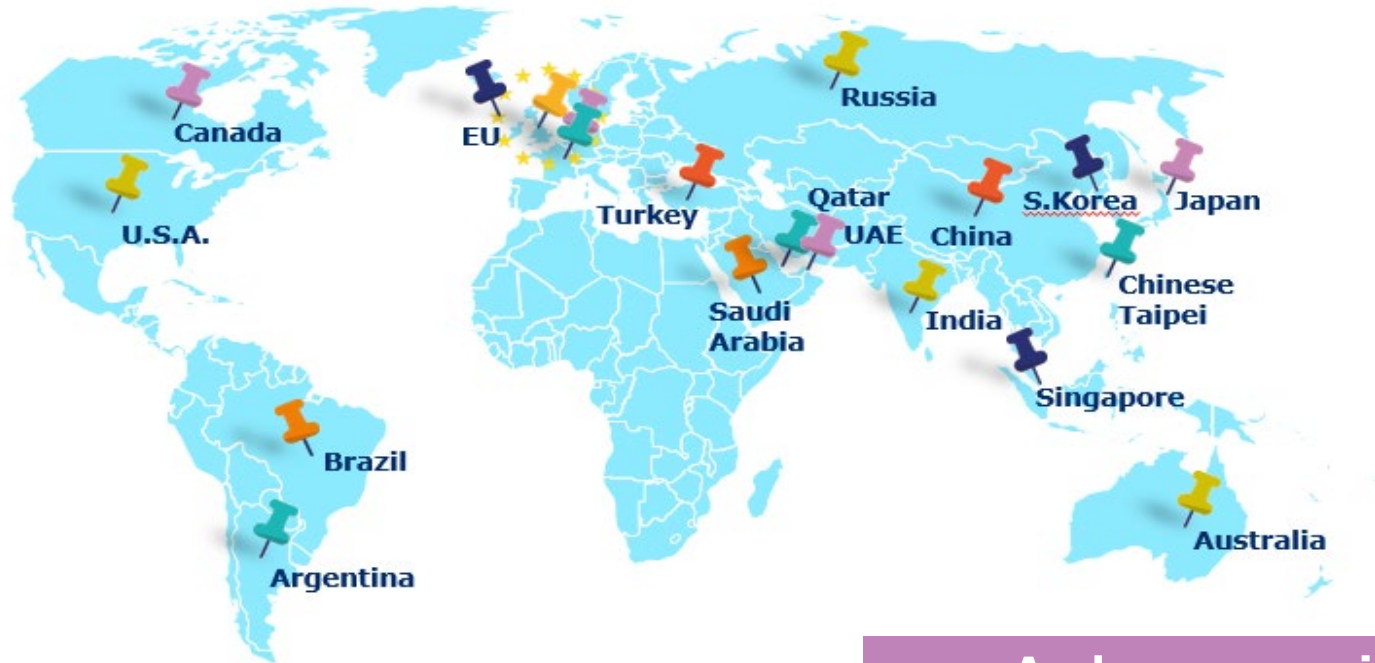 Russia
Canada
EU
Qatar
Turkey
UAE
China
S.Korea
Japan
U.S.A.
Saudi
Arabia
India
Chinese
Taipei
Singapore
Brazil
Australia
Argentina